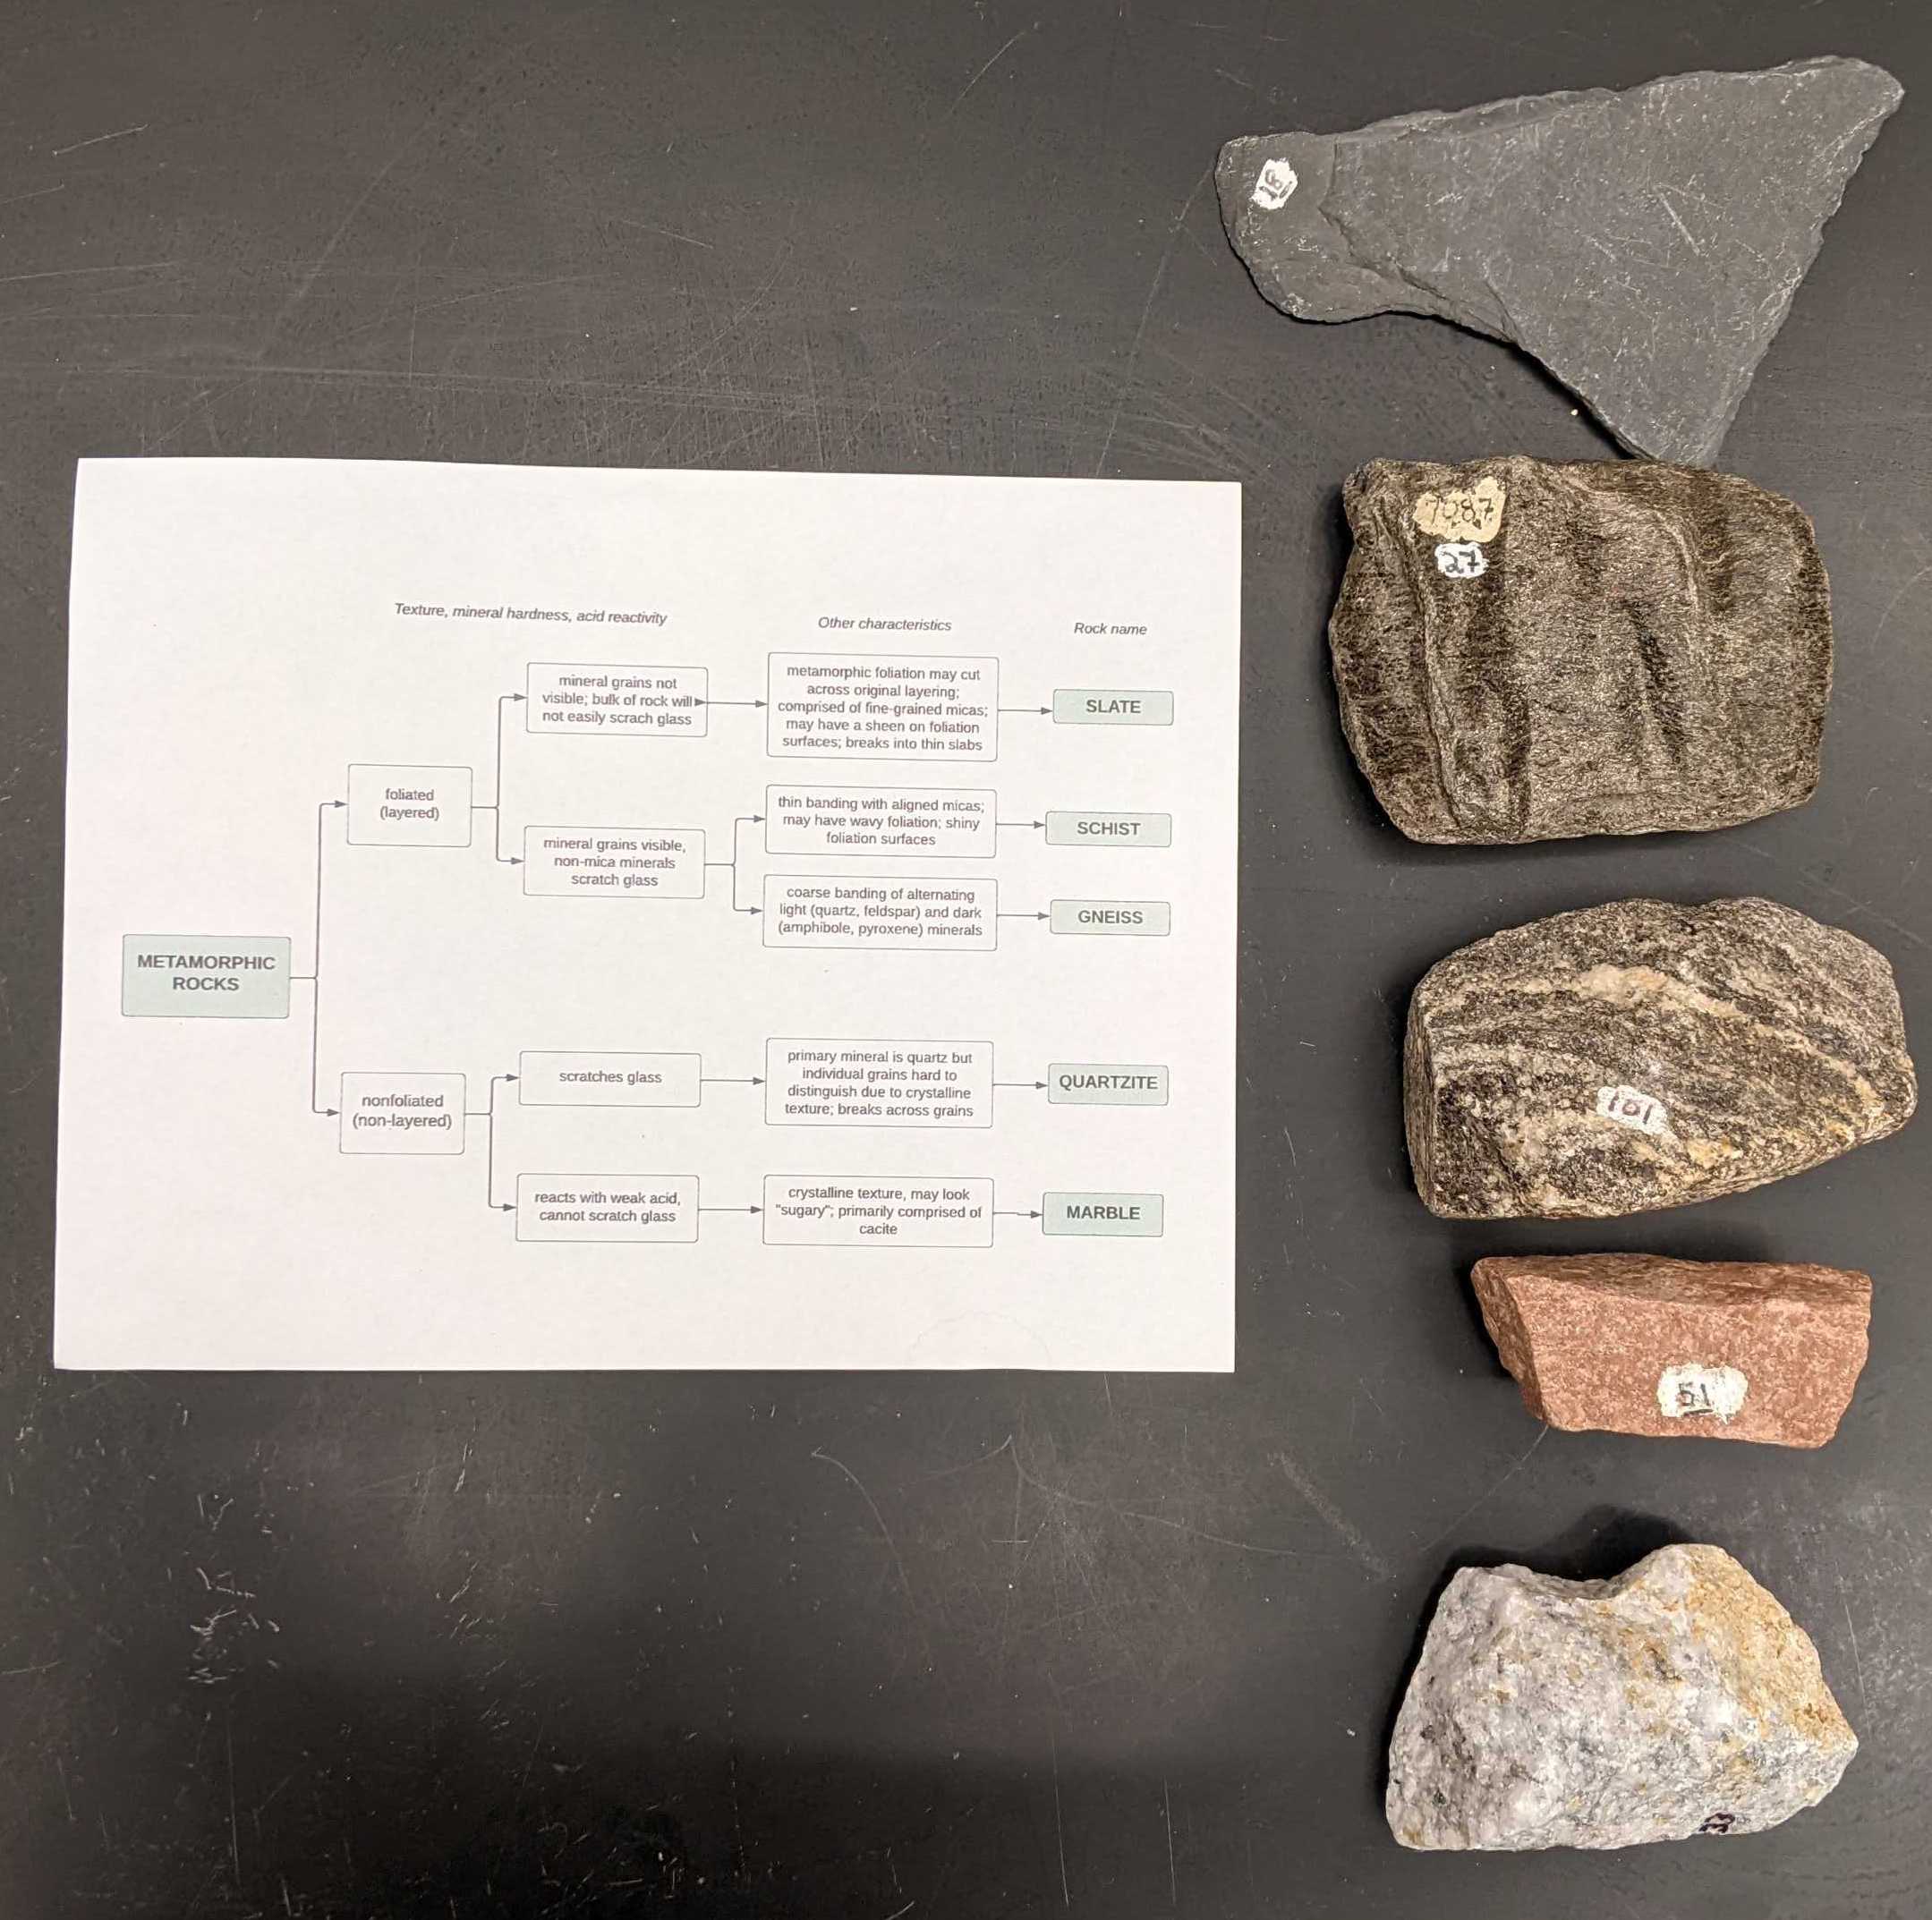 Texture, mineral hardness, acid reactivity
Other characteristics
Rock name
METAMORPHIC
ROCKS
foliated
(layered)
mineral grains not
visible; bulk of rock will
not easily scrach glass
metamorphic foliation may cut
across original layering;
comprised of fine-grained micas;
may have a sheen on foliation
surfaces; breaks into thin slabs
SLATE
mineral grains visible,
non-mica minerals
scratch glass
thin banding with aligned micas;
may have wavy foliation; shiny
foliation surfaces
SCHIST
coarse banding of alternating
light (quartz, feldspar) and dark
(amphibole, pyroxene) minerals
GNEISS
nonfoliated
(non-layered)
scratches glass
primary mineral is quartz but
individual grains hard to
distinguish due to crystalline
texture; breaks across grains
QUARTZITE
reacts with weak acid,
cannot scratch glass
crystalline texture, may look
"sugary"; primarily comprised of
cacite
MARBLE
7087
27
101
51
33